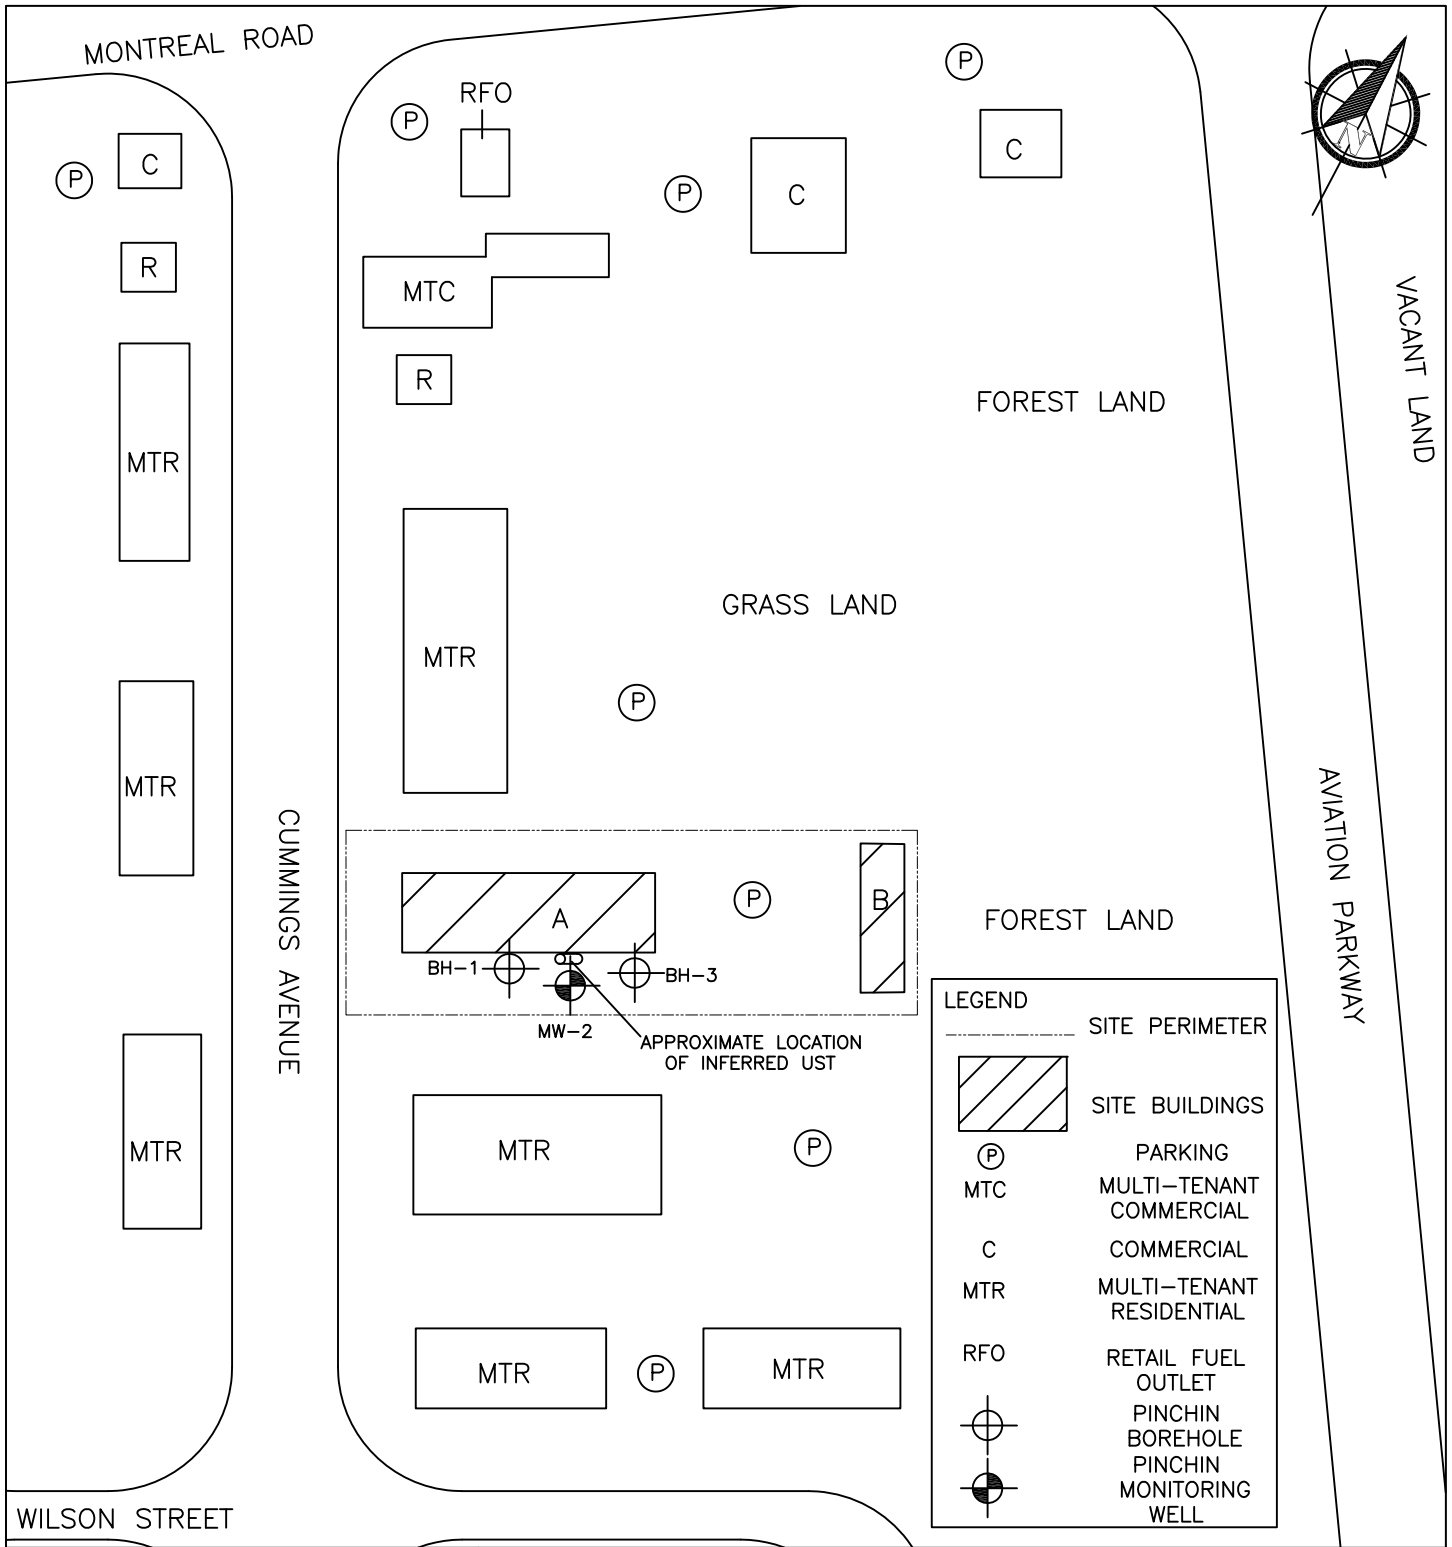 MONTREAL ROAD
P
RFO
P
C
P
C
C
P
N
R
MTC
VACANT LAND
R
FOREST LAND
MTR
GRASS LAND
MTR
P
MTR
CUMMINGS AVENUE
AVIATION PARKWAY
A
P
B
FOREST LAND
BH-1
BH-3
MW-2
APPROXIMATE LOCATION
OF INFERRED UST
MTR
MTR
P
MTR
P
MTR
WILSON STREET
LEGEND
SITE PERIMETER
SITE BUILDINGS
P PARKING
MTC MULTI-TENANT
COMMERCIAL
C COMMERCIAL
MTR MULTI-TENANT
RESIDENTIAL
RFO RETAIL FUEL
OUTLET
PINCHIN
BOREHOLE
PINCHIN
MONITORING
WELL